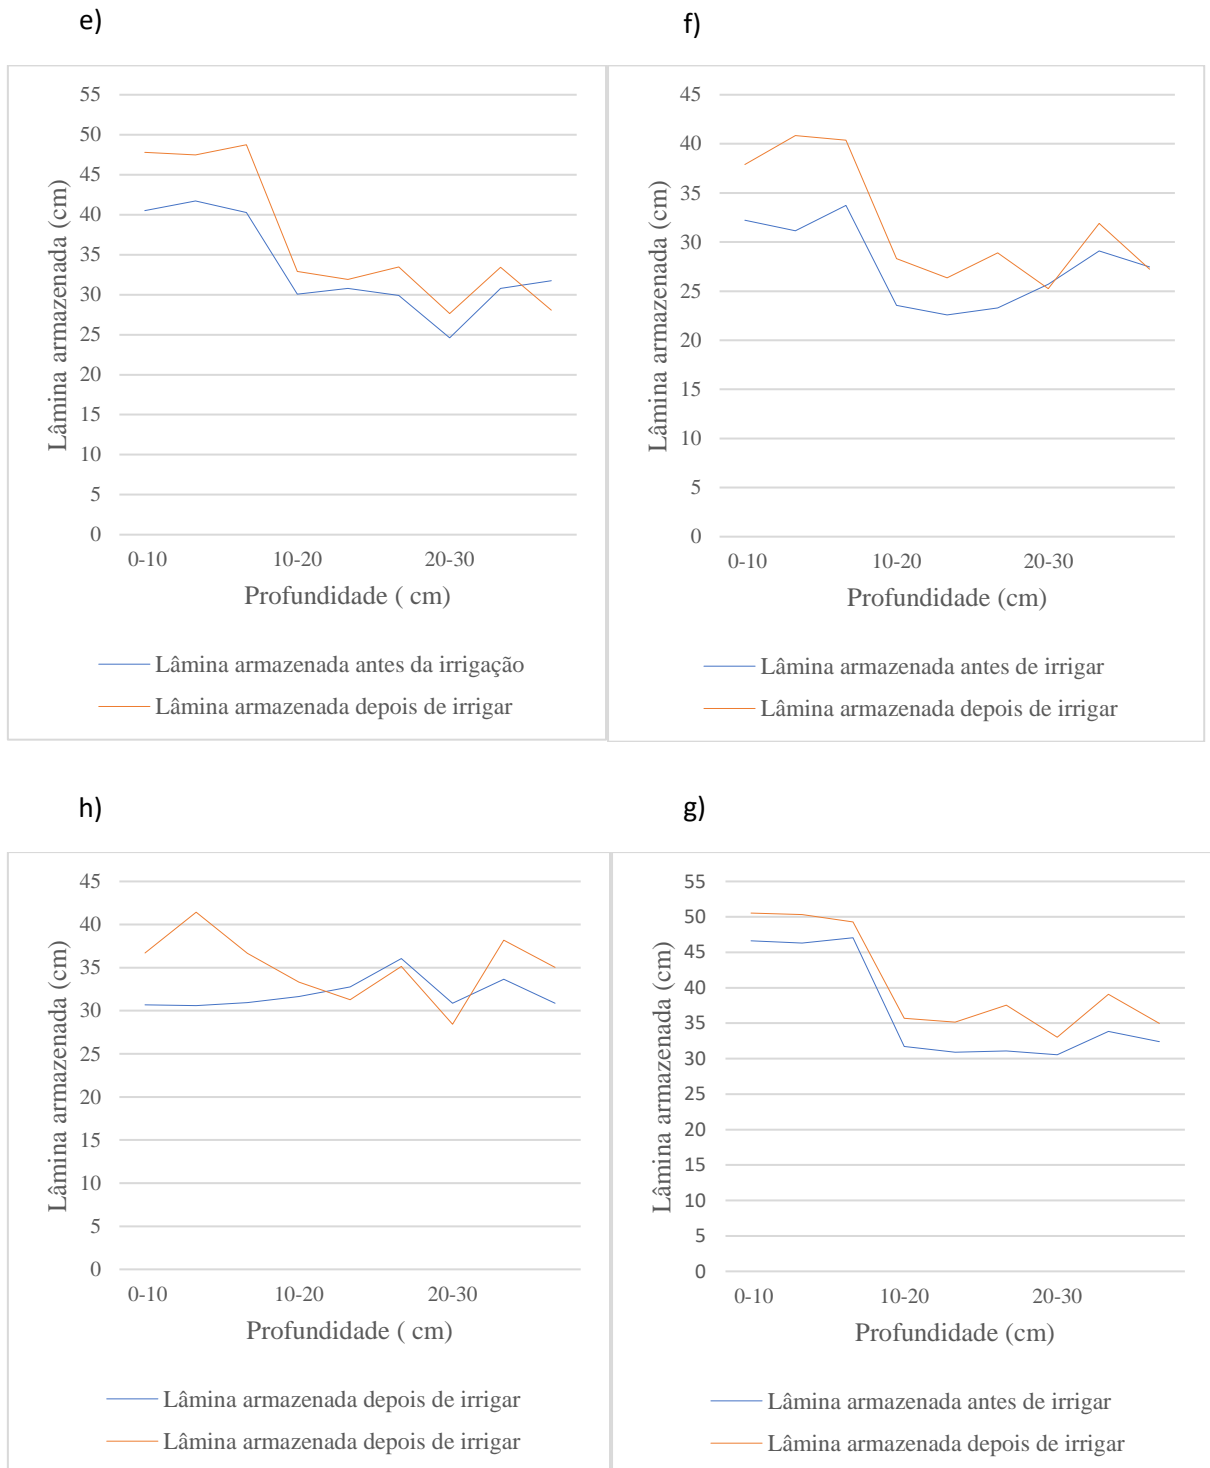 e)
f)
55
50
45
40
35
30
25
20
15
10
5
0
Lâmina armazenada (cm)
0-10
10-20
20-30
Profundidade ( cm)
Lâmina armazenada antes da irrigação
Lâmina armazenada depois de irrigar
45
40
35
30
25
20
15
10
5
0
Lâmina armazenada (cm)
0-10
10-20
20-30
Profundidade (cm)
Lâmina armazenada antes de irrigar
Lâmina armazenada depois de irrigar
h)
g)
45
40
35
30
25
20
15
10
5
0
Lâmina armazenada (cm)
0-10
10-20
20-30
Profundidade ( cm)
Lâmina armazenada depois de irrigar
Lâmina armazenada depois de irrigar
55
50
45
40
35
30
25
20
15
10
5
0
Lâmina armazenada (cm)
0-10
10-20
20-30
Profundidade (cm)
Lâmina armazenada antes de irrigar
Lâmina armazenada depois de irrigar